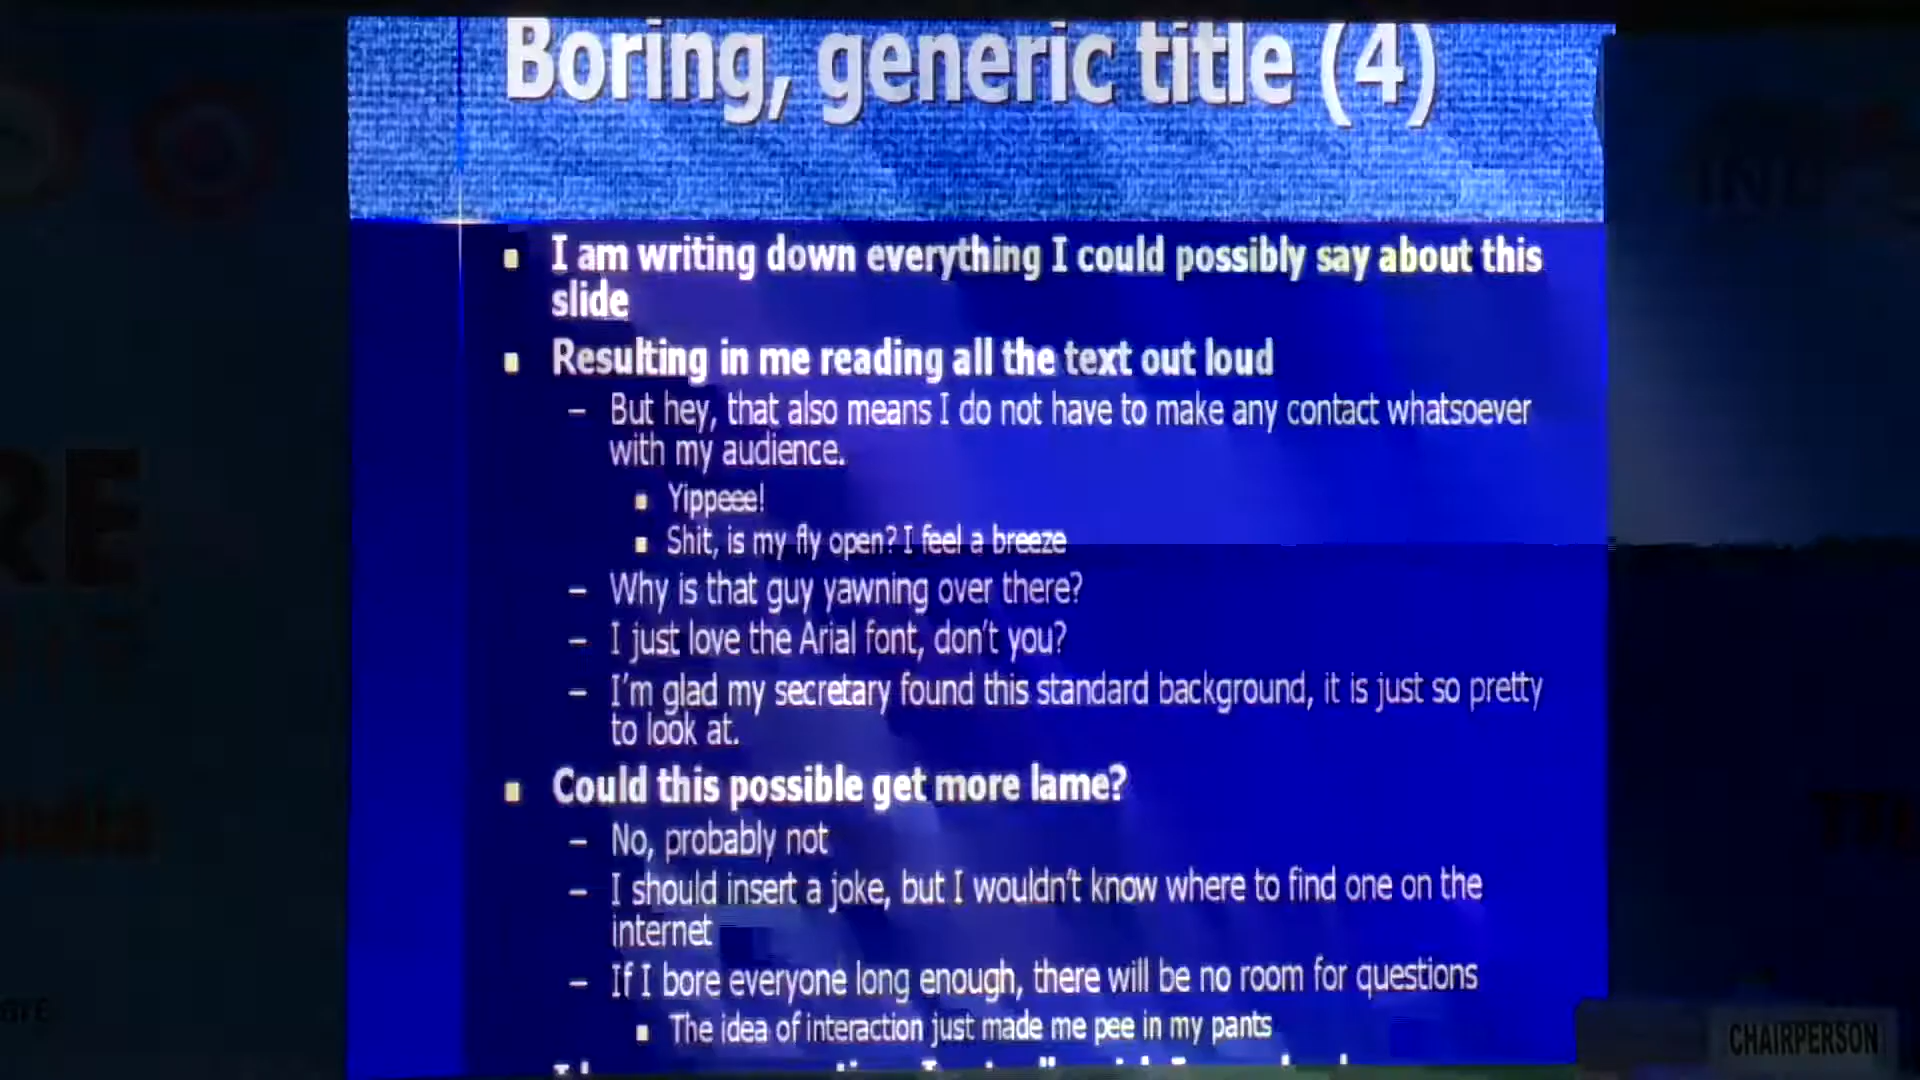 Boring, generic title (4)
I am writing down everything I could possibly say about this
slide
Resulting in me reading all the text out loud
– But hey, that also means I do not have to make any contact whatsoever
with my audience.
Yippeee!
Shit, is my fly open? I feel a breeze
– Why is that guy yawning over there?
– I just love the Arial font, don't you?
– I'm glad my secretary found this standard background, it is just so pretty
to look at.
Could this possible get more lame?
– No, probably not
– I should insert a joke, but I wouldn't know where to find one on the
internet
– If I bore everyone long enough, there will be no room for questions
The idea of interaction just made me pee in my pants
CHAIRPERSON